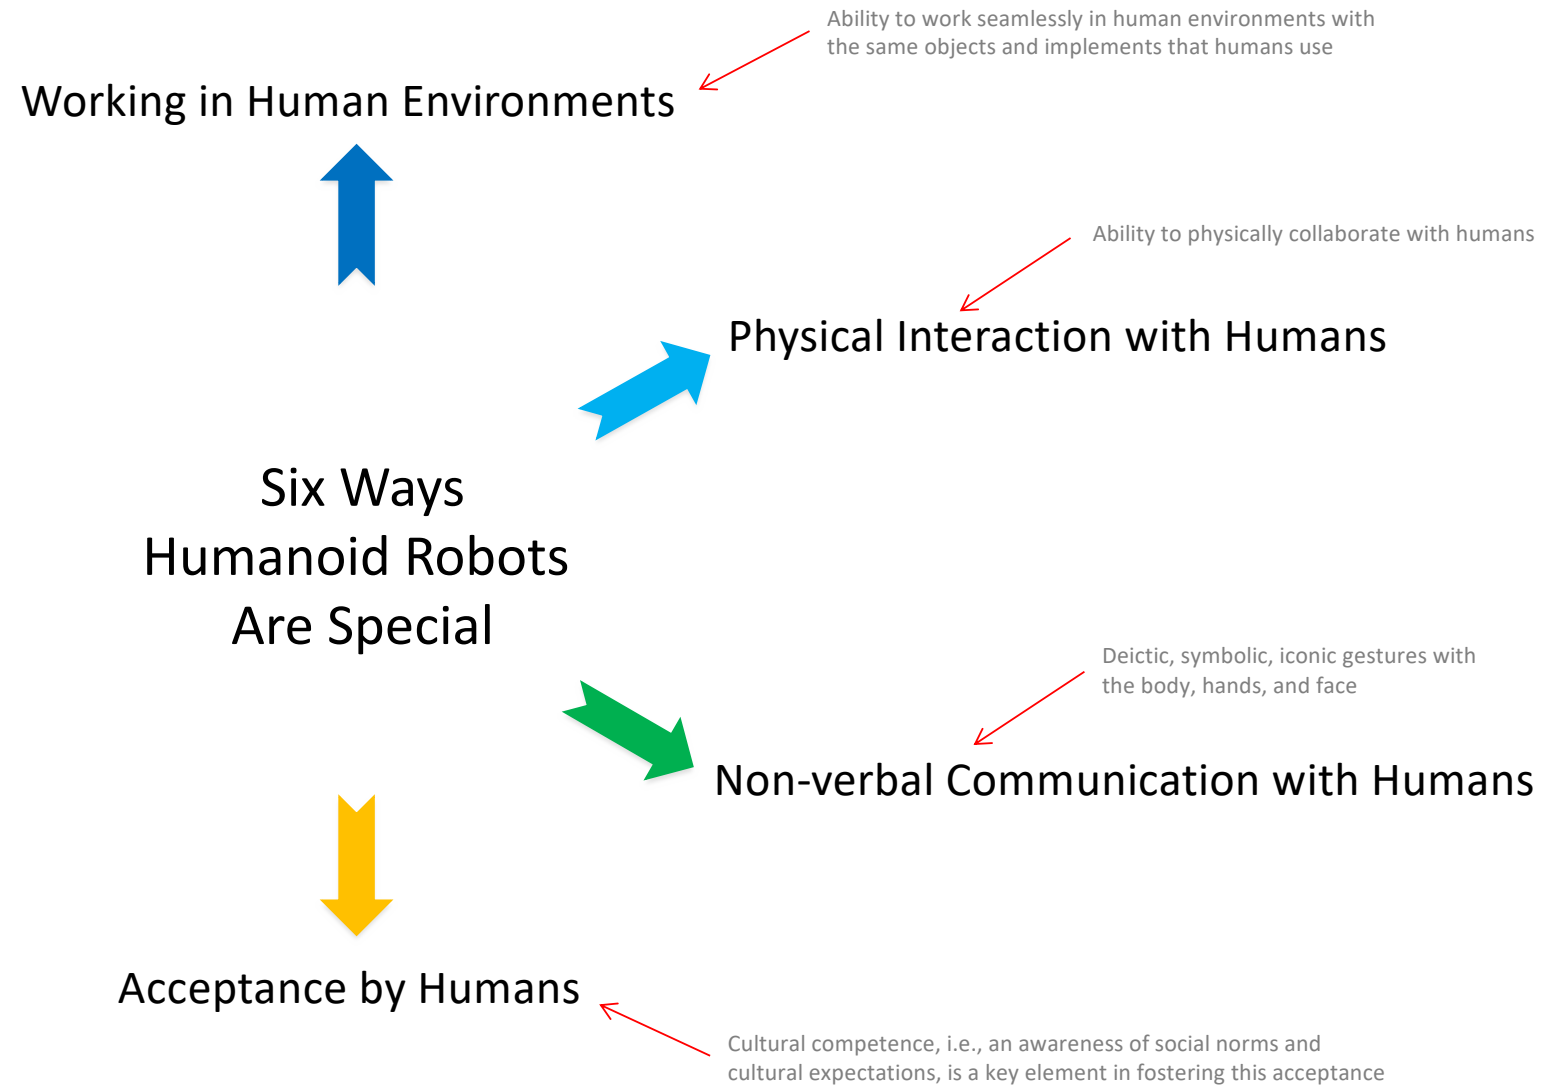 Ability to work seamlessly in human environments with
the same objects and implements that humans use
Working in Human Environments
Ability to physically collaborate with humans
Physical Interaction with Humans
Six Ways
Humanoid Robots
Are Special
Deictic, symbolic, iconic gestures with
the body, hands, and face
Non-verbal Communication with Humans
Acceptance by Humans
Cultural competence, i.e., an awareness of social norms and
cultural expectations, is a key element in fostering this acceptance